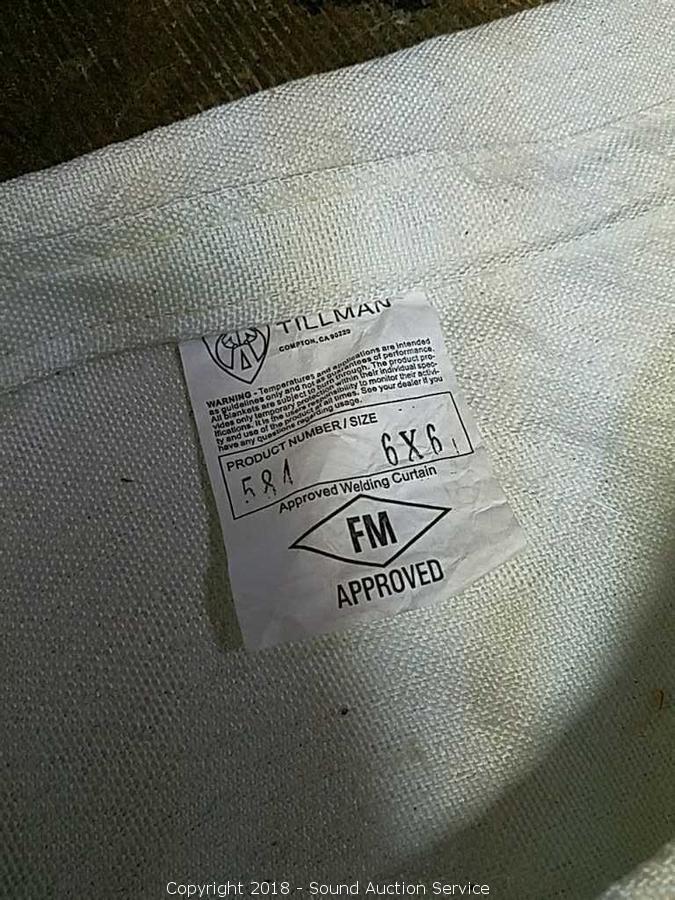 TILLMAN
COMPTON, CA 90220
WARNING - Temperatures and applications are intended
as guidelines only and not as guarantees of performance.
All blankets are subject to burn through. The product pro-
vides only temporary protection within their individual spec-
ifications. It is the users responsibility to monitor their activi-
ty and use of the product at all times. See your dealer if you
have any questions regarding usage.
PRODUCT NUMBER / SIZE
581 6X6
Approved Welding Curtain
FM
APPROVED
Copyright 2018 - Sound Auction Service